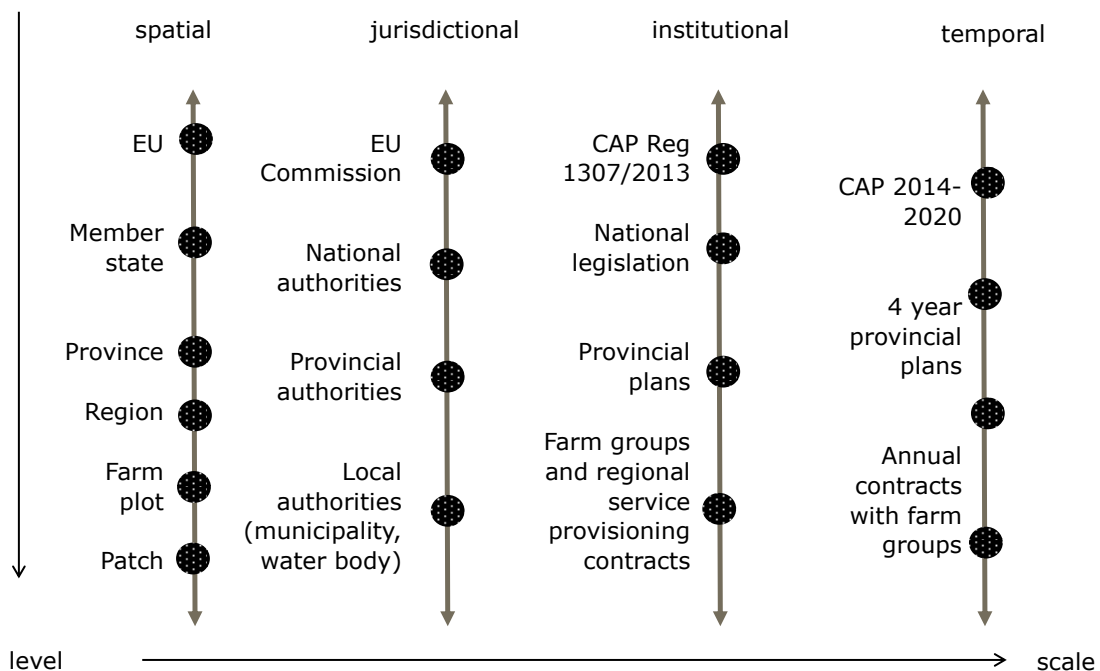 spatial
jurisdictional
institutional
temporal
EU
Member
state
Province
Region
Farm
plot
Patch
EU
Commission
National
authorities
Provincial
authorities
Local
authorities
(municipality,
water body)
CAP Reg
1307/2013
National
legislation
Provincial
plans
Farm groups
and regional
service
provisioning
contracts
CAP 2014-
2020
4 year
provincial
plans
Annual
contracts
with farm
groups
level
scale